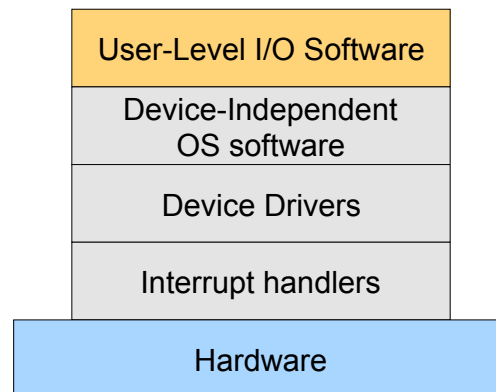 User-Level I/O Software
Device-Independent
OS software
Device Drivers
Interrupt handlers
Hardware